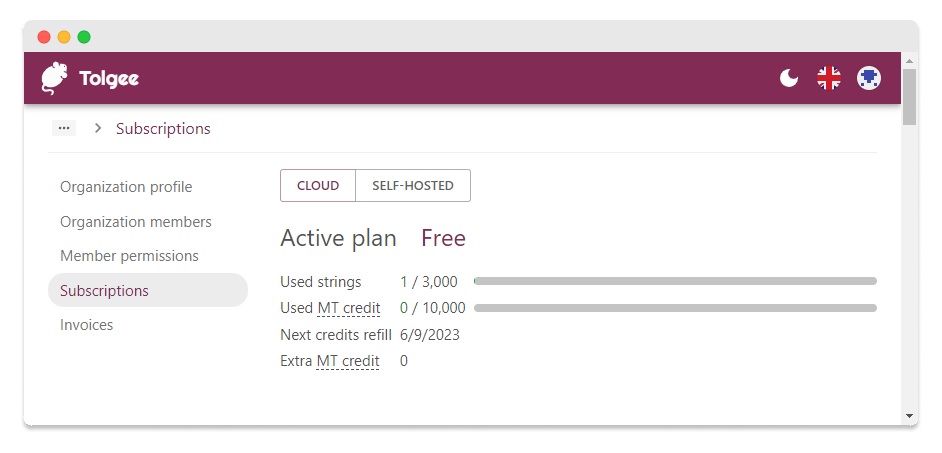 Tolgee
... > Subscriptions
Organization profile
Organization members
Member permissions
Subscriptions
Invoices
CLOUD SELF-HOSTED
Active plan Free
Used strings 1 / 3,000
Used MT credit 0 / 10,000
Next credits refill 6/9/2023
Extra MT credit 0